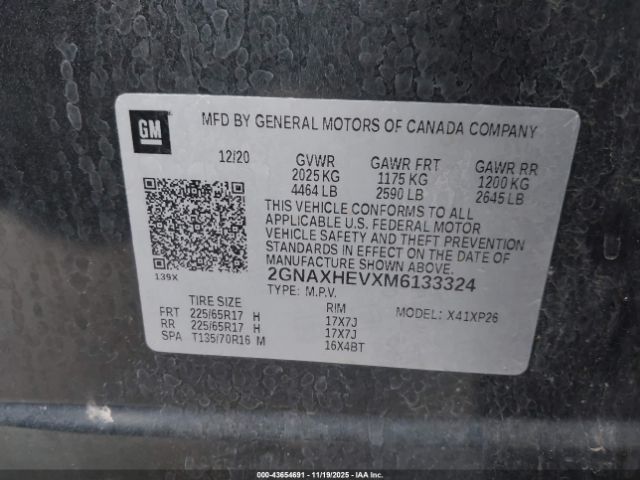 GM
MFD BY GENERAL MOTORS OF CANADA COMPANY
12/20 GVWR GAWR FRT GAWR RR
2025 KG 1175 KG 1200 KG
4464 LB 2590 LB 2645 LB
THIS VEHICLE CONFORMS TO ALL
APPLICABLE U.S. FEDERAL MOTOR
VEHICLE SAFETY AND THEFT PREVENTION
STANDARDS IN EFFECT ON THE DATE OF
MANUFACTURE SHOWN ABOVE.
139X
2GNAXHEVXM6133324
TYPE: M.P.V. MODEL: X41XP26
TIRE SIZE RIM
FRT 225/65R17 H 17X7J
RR 225/65R17 H 17X7J
SPA T135/70R16 M 16X4BT
00-43654691 - 11/19/2025 - IAAI.COM